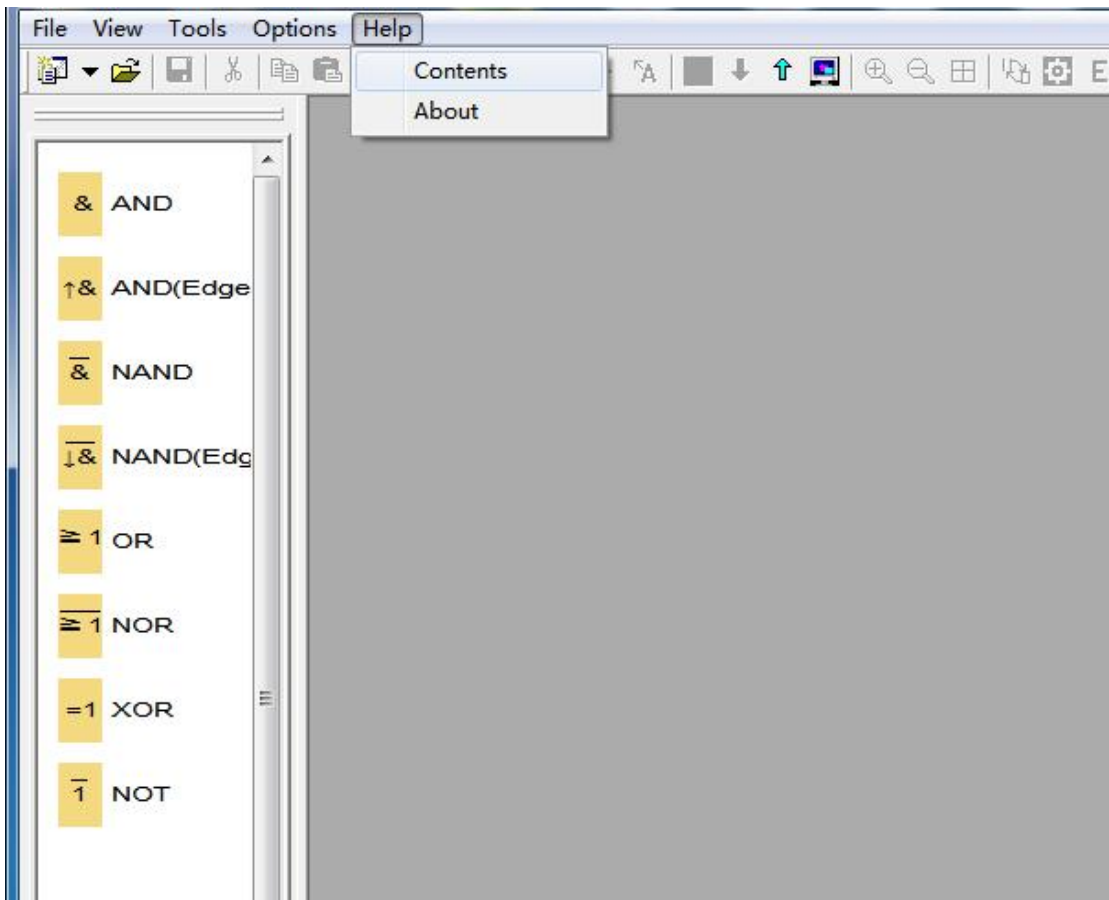 File View Tools Options Help
Contents
About
A E
& AND
↑& AND(Edge
& NAND
↓& NAND(Edg
≥ 1 OR
≥ 1 NOR
=1 XOR
1 NOT